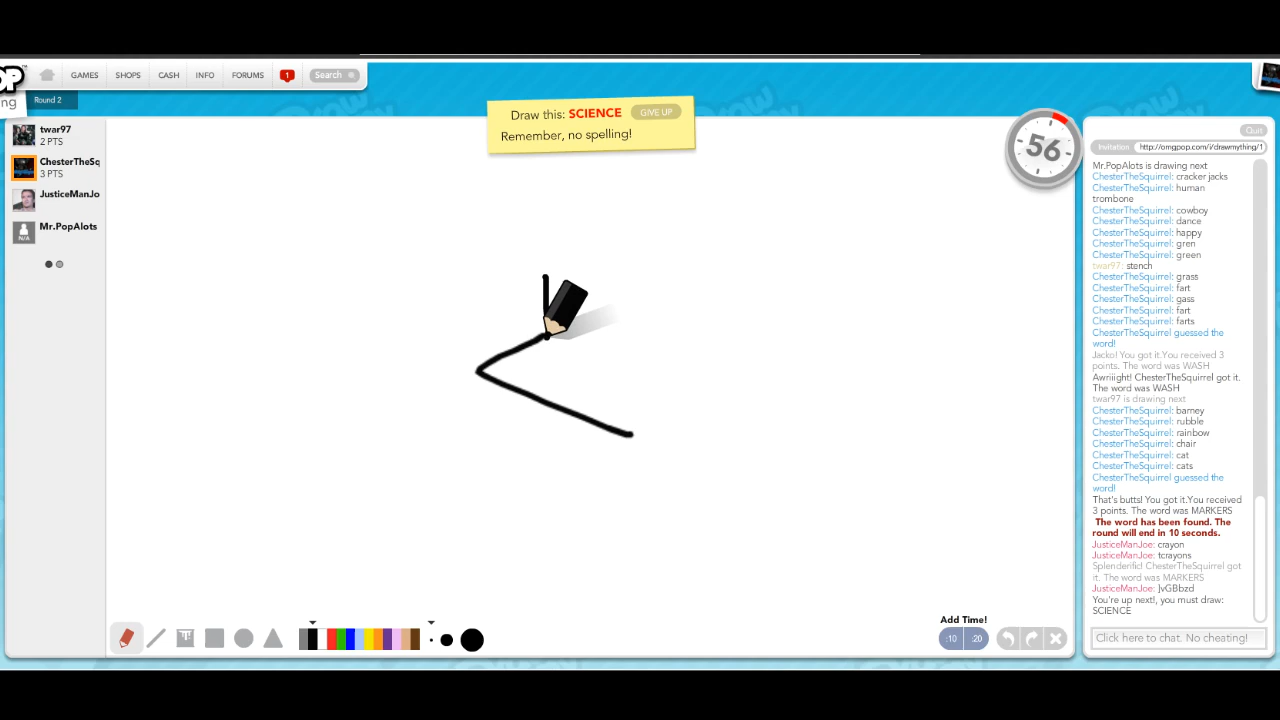 GAMES SHOPS CASH INFO FORUMS 1 Search
ng Round 2
twar97
2 PTS
ChesterTheSq
3 PTS
JusticeManJo
Mr.PopAlots
N/A
Draw this: SCIENCE GIVE UP
Remember, no spelling!
56
Quit
Invitation http://omgpop.com/i/drawmything/1
Mr.PopAlots is drawing next
ChesterTheSquirrel: cracker jacks
ChesterTheSquirrel: human
trombone
ChesterTheSquirrel: cowboy
ChesterTheSquirrel: dance
ChesterTheSquirrel: happy
ChesterTheSquirrel: gren
ChesterTheSquirrel: green
twar97: stench
ChesterTheSquirrel: grass
ChesterTheSquirrel: fart
ChesterTheSquirrel: gass
ChesterTheSquirrel: fart
ChesterTheSquirrel: farts
ChesterTheSquirrel guessed the
word!
Jacko! You got it.You received 3
points. The word was WASH
Awriiight! ChesterTheSquirrel got it.
The word was WASH
twar97 is drawing next
ChesterTheSquirrel: barney
ChesterTheSquirrel: rubble
ChesterTheSquirrel: rainbow
ChesterTheSquirrel: chair
ChesterTheSquirrel: cat
ChesterTheSquirrel: cats
ChesterTheSquirrel guessed the
word!
That's butts! You got it.You received
3 points. The word was MARKERS
The word has been found. The
round will end in 10 seconds.
JusticeManJoe: crayon
JusticeManJoe: tcrayons
Splenderific! ChesterTheSquirrel got
it. The word was MARKERS
JusticeManJoe: ]vGBbzd
You're up next!, you must draw:
SCIENCE
Add Time!
:10 :20
Click here to chat. No cheating!